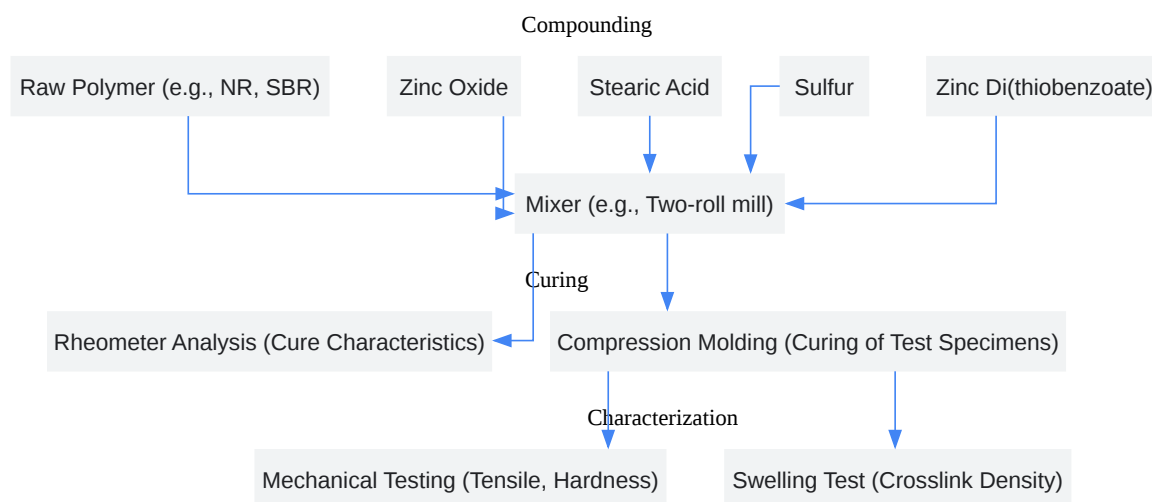 Compounding
Raw Polymer (e.g., NR, SBR)
Zinc Oxide
Stearic Acid
Sulfur
Zinc Di(thiobenzoate)
Mixer (e.g., Two-roll mill)
Curing
Rheometer Analysis (Cure Characteristics)
Compression Molding (Curing of Test Specimens)
Characterization
Mechanical Testing (Tensile, Hardness)
Swelling Test (Crosslink Density)